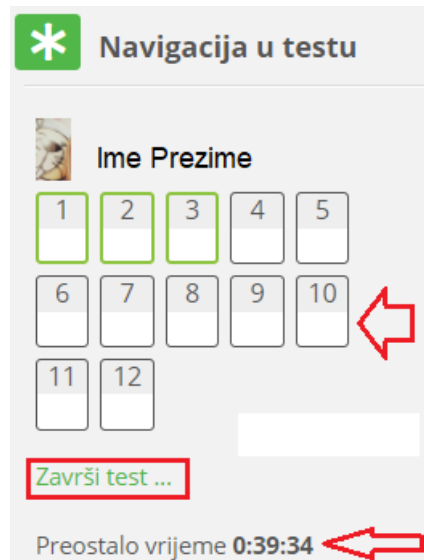 Navigacija u testu
Ime Prezime
1 2 3 4 5
6 7 8 9 10
11 12
Završi test ...
Preostalo vrijeme 0:39:34